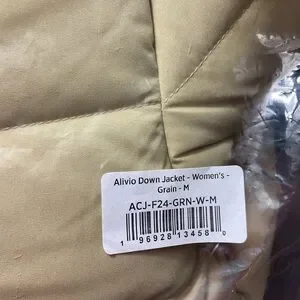 Alivio Down Jacket - Women's -
Grain - M
ACJ-F24-GRN-W-M
1 96928 13458 0